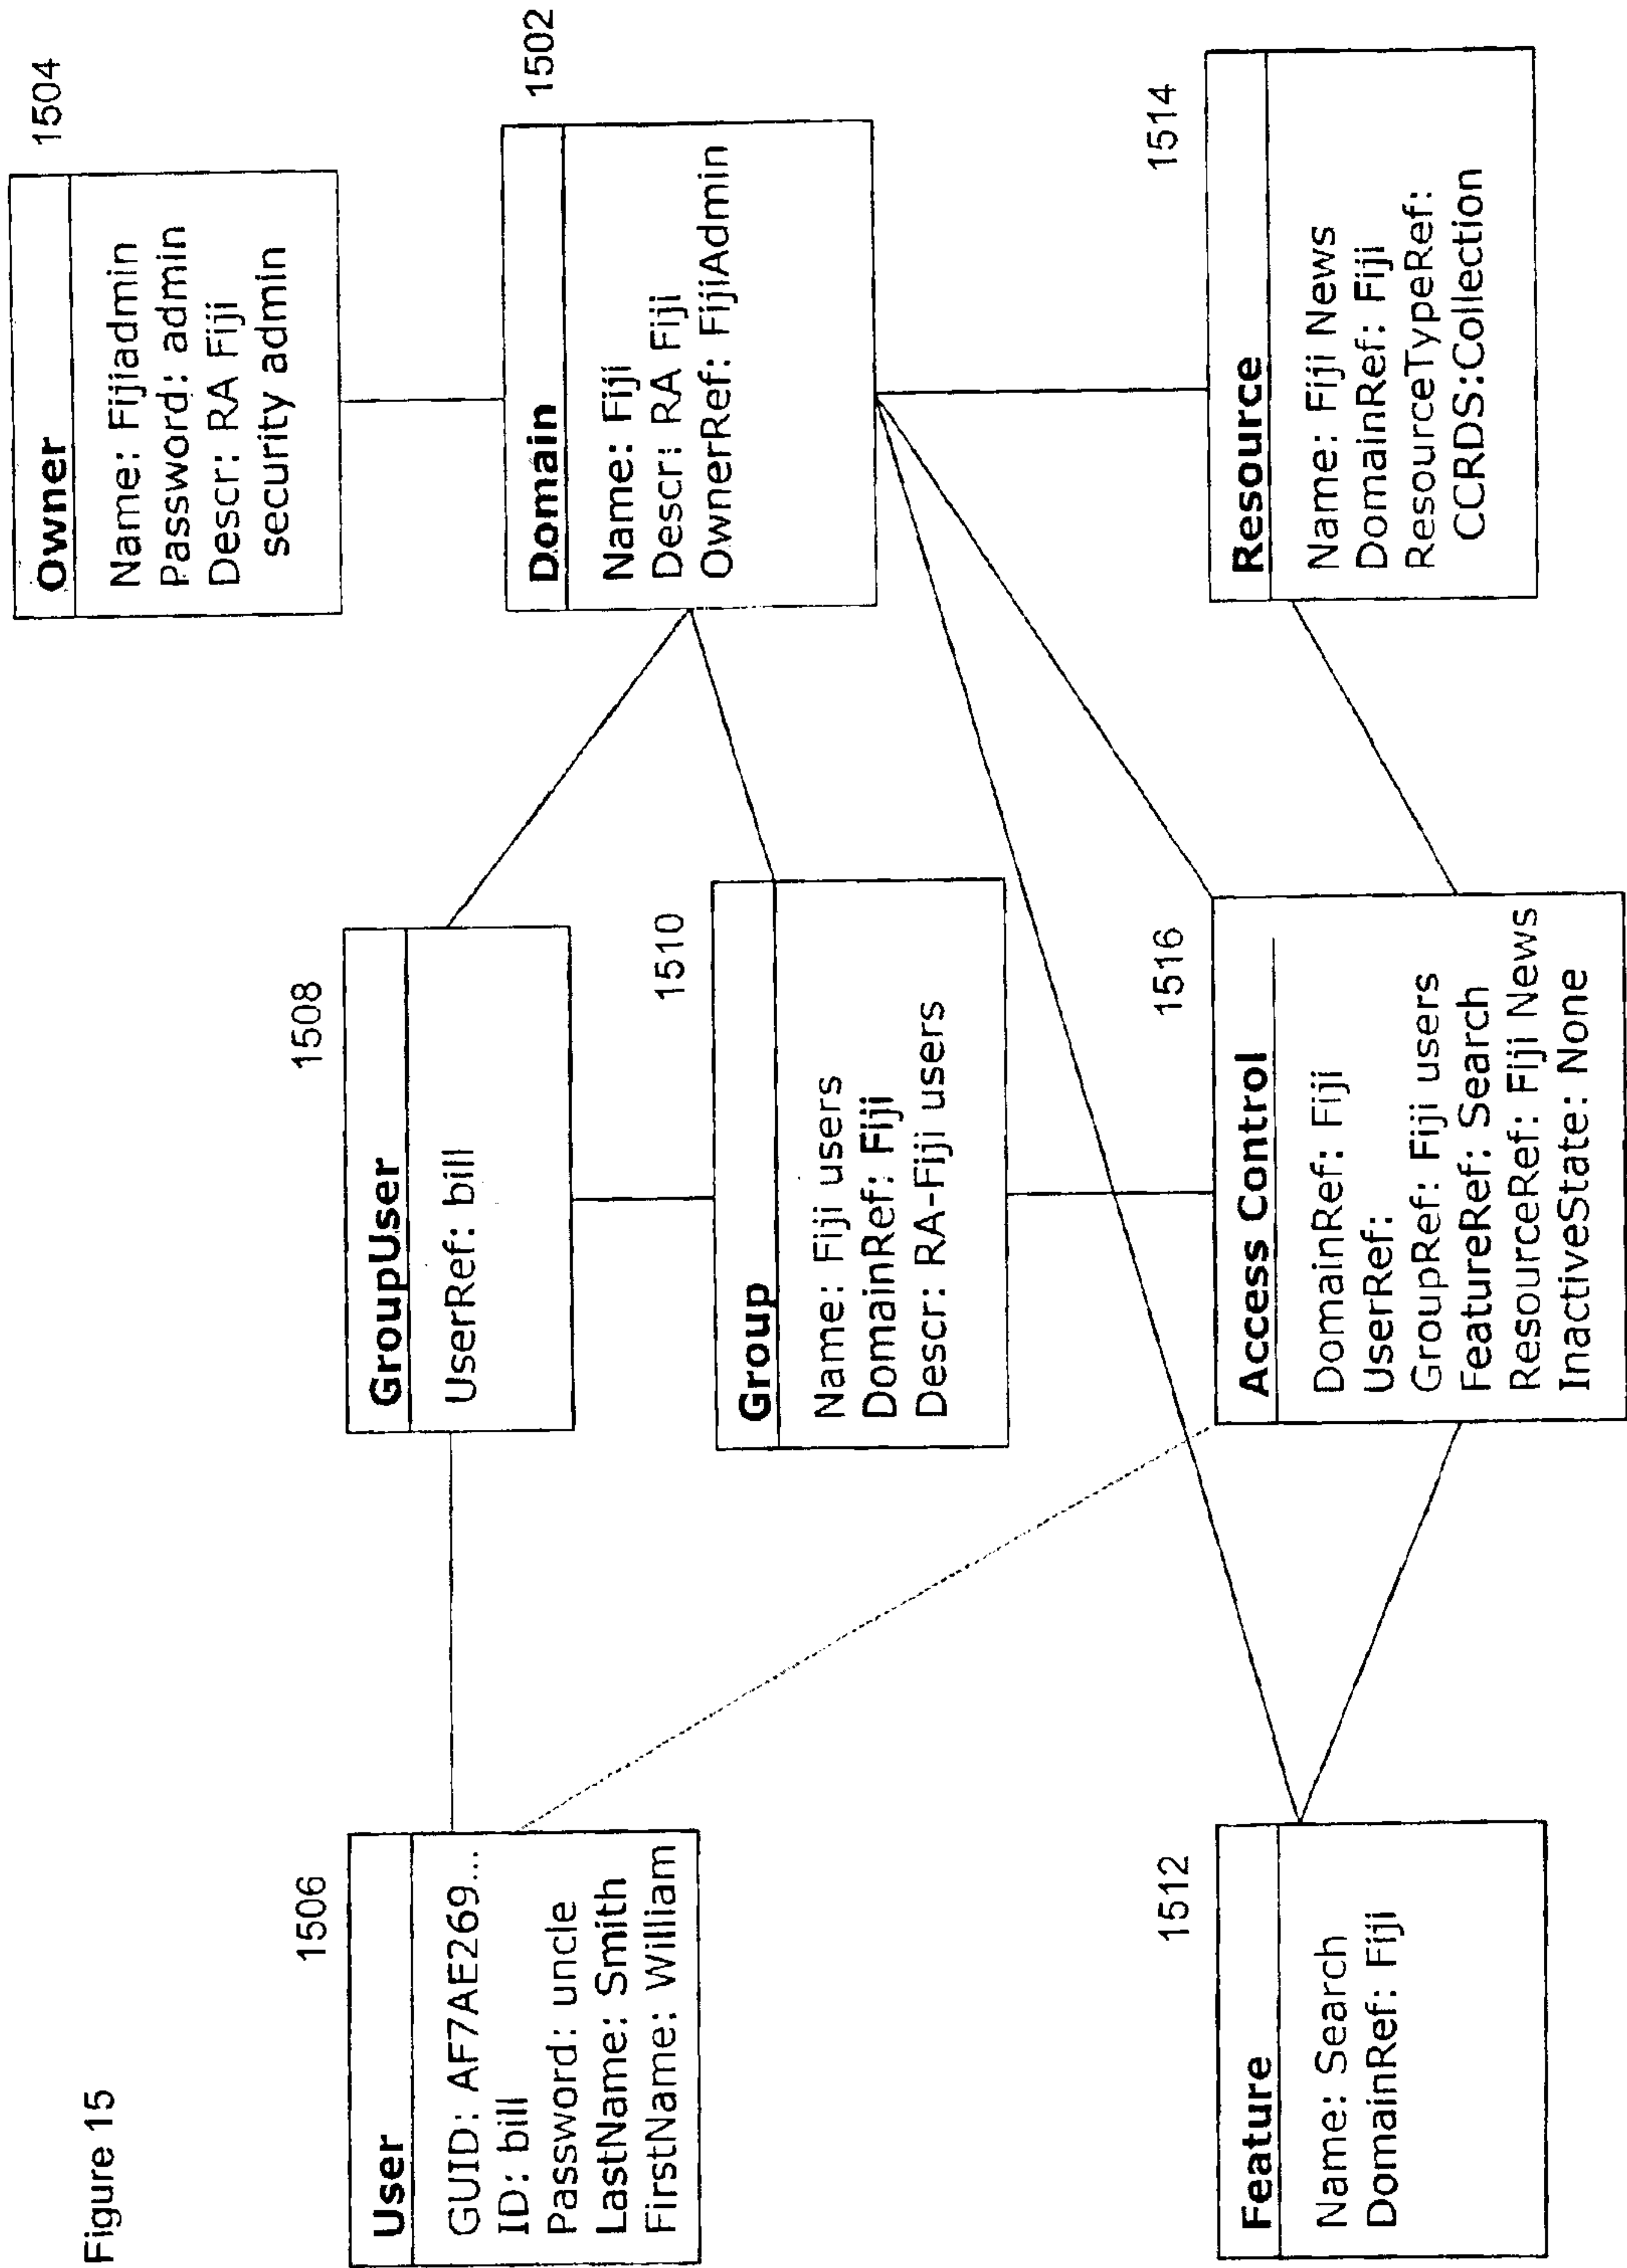 Figure 15
1504
Owner
Name: Fijiadmin
Password: admin
Descr: RA Fiji
security admin
1502
Domain
Name: Fiji
Descr: RA Fiji
OwnerRef: FijiAdmin
1506
User
GUID: AF7AE269...
ID: bill
Password: uncle
LastName: Smith
FirstName: William
1508
GroupUser
UserRef: bill
1510
Group
Name: Fiji users
DomainRef: Fiji
Descr: RA-Fiji users
1512
Feature
Name: Search
DomainRef: Fiji
1516
Access Control
DomainRef: Fiji
UserRef:
GroupRef: Fiji users
FeatureRef: Search
ResourceRef: Fiji News
InactiveState: None
1514
Resource
Name: Fiji News
DomainRef: Fiji
ResourceTypeRef:
CCRDS:Collection